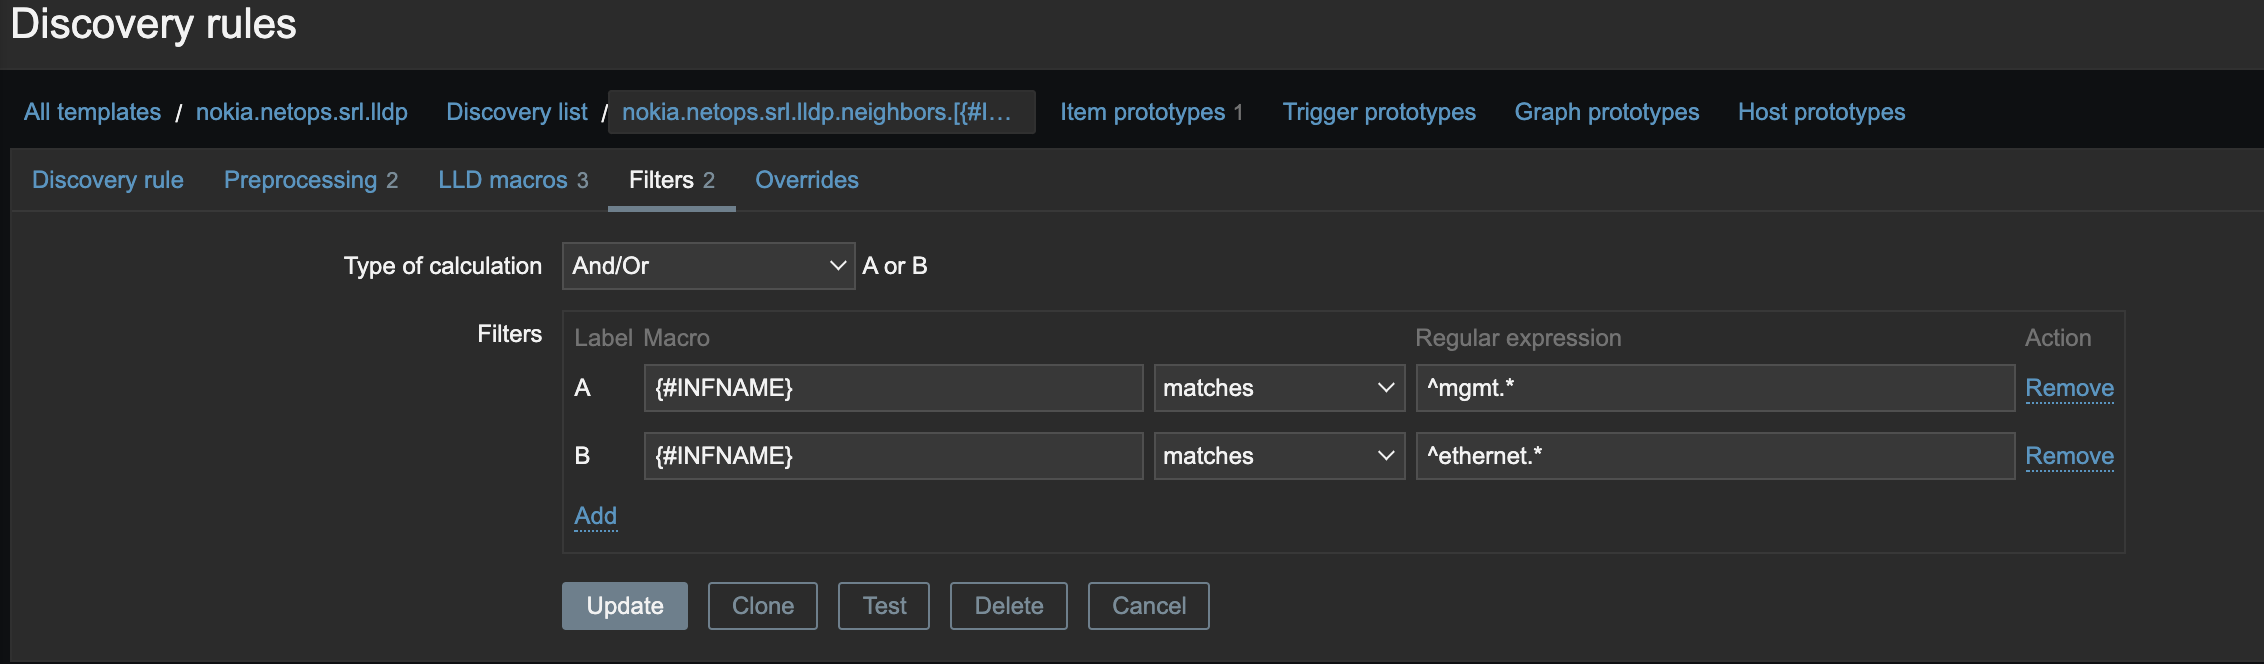 Discovery rules
All templates / nokia.netops.srl.lldp Discovery list / nokia.netops.srl.lldp.neighbors.[{#I... Item prototypes 1 Trigger prototypes Graph prototypes Host prototypes
Discovery rule Preprocessing 2 LLD macros 3 Filters 2 Overrides
Type of calculation And/Or A or B
Filters Label Macro Regular expression Action
A {#INFNAME} matches ^mgmt.* Remove
B {#INFNAME} matches ^ethernet.* Remove
Add
Update Clone Test Delete Cancel